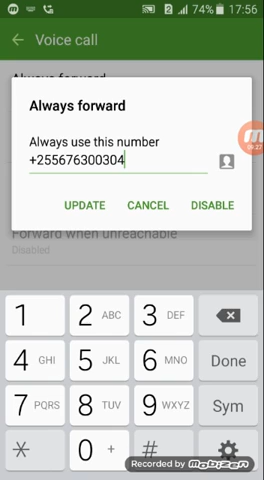 74% 17:56
Voice call
Always forward
Always use this number
+255676300304
UPDATE CANCEL DISABLE
Forward when unreachable
Disabled
1 2 ABC 3 DEF
4 GHI 5 JKL 6 MNO Done
7 PQRS 8 TUV 9 WXYZ Sym
* 0 + #
Recorded by mobizen